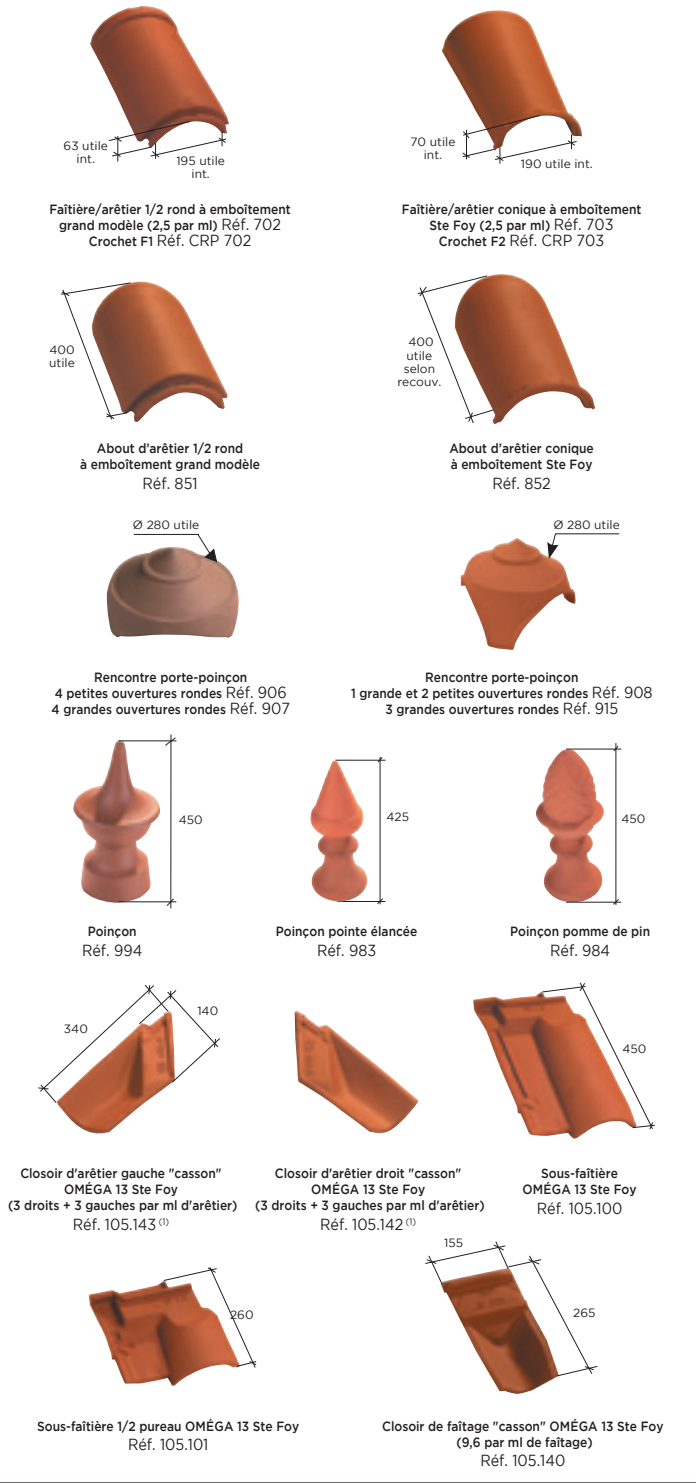 63 utile
int.
195 utile
int.
Faîtière/arêtier 1/2 rond à emboîtement
grand modèle (2,5 par ml) Réf. 702
Crochet F1 Réf. CRP 702
70 utile
int.
190 utile int.
Faîtière/arêtier conique à emboîtement
Ste Foy (2,5 par ml) Réf. 703
Crochet F2 Réf. CRP 703
400
utile
About d'arêtier 1/2 rond
à emboîtement grand modèle
Réf. 851
400
utile
selon
recouv.
About d'arêtier conique
à emboîtement Ste Foy
Réf. 852
Ø 280 utile
Rencontre porte-poinçon
4 petites ouvertures rondes Réf. 906
4 grandes ouvertures rondes Réf. 907
Ø 280 utile
Rencontre porte-poinçon
1 grande et 2 petites ouvertures rondes Réf. 908
3 grandes ouvertures rondes Réf. 915
450
Poinçon
Réf. 994
425
Poinçon pointe élancée
Réf. 983
450
Poinçon pomme de pin
Réf. 984
340
140
Closoir d'arêtier gauche "casson"
OMÉGA 13 Ste Foy
(3 droits + 3 gauches par ml d'arêtier)
Réf. 105.143 (1)
Closoir d'arêtier droit "casson"
OMÉGA 13 Ste Foy
(3 droits + 3 gauches par ml d'arêtier)
Réf. 105.142 (1)
450
Sous-faîtière
OMÉGA 13 Ste Foy
Réf. 105.100
260
Sous-faîtière 1/2 pureau OMÉGA 13 Ste Foy
Réf. 105.101
155
265
Closoir de faîtage "casson" OMÉGA 13 Ste Foy
(9,6 par ml de faîtage)
Réf. 105.140